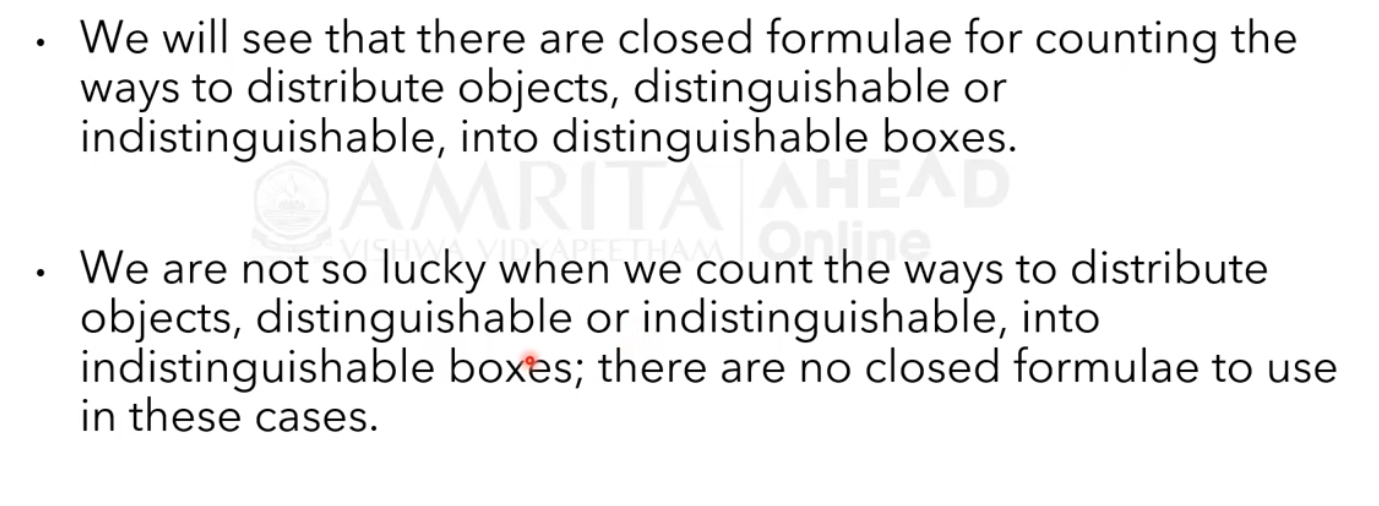 • We will see that there are closed formulae for counting the
ways to distribute objects, distinguishable or
indistinguishable, into distinguishable boxes.
AMRITA AHEAD
VISHWA VIDYAPEETHAM Online
• We are not so lucky when we count the ways to distribute
objects, distinguishable or indistinguishable, into
indistinguishable boxes; there are no closed formulae to use
in these cases.